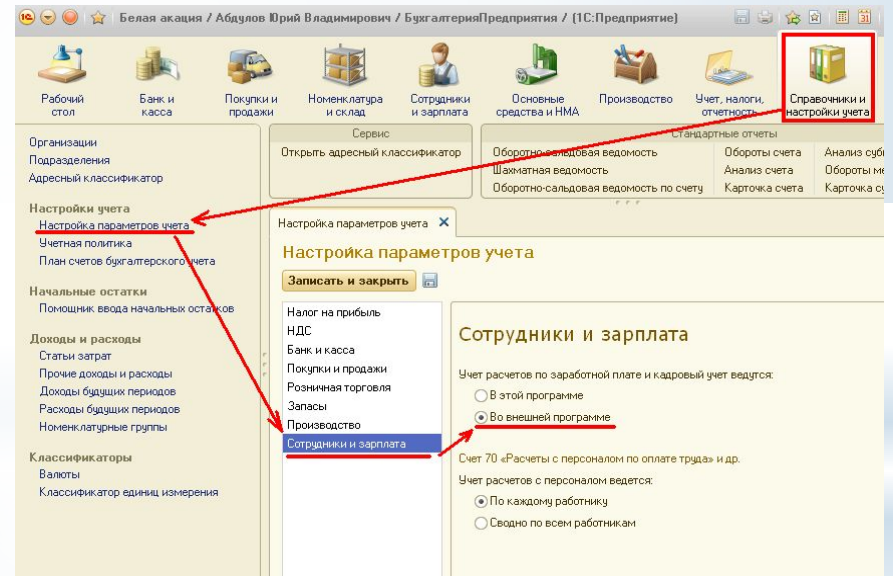 Белая акация / Абдулов Юрий Владимирович / БухгалтерияПредприятия / (1С:Предприятие)
Рабочий стол
Банк и касса
Покупки и продажи
Номенклатура и склад
Сотрудники и зарплата
Основные средства и НМА
Производство
Учет, налоги, отчетность
Справочники и настройки учета
Организации
Подразделения
Адресный классификатор
Настройки учета
Настройка параметров учета
Учетная политика
План счетов бухгалтерского учета
Начальные остатки
Помощник ввода начальных остатков
Доходы и расходы
Статьи затрат
Прочие доходы и расходы
Доходы будущих периодов
Расходы будущих периодов
Номенклатурные группы
Классификаторы
Валюты
Классификатор единиц измерения
Сервис
Открыть адресный классификатор
Стандартные отчеты
Оборотно-сальдовая ведомость
Шахматная ведомость
Оборотно-сальдовая ведомость по счету
Обороты счета
Анализ счета
Карточка счета
Анализ
Обороты
Карточка
Настройка параметров учета
Настройка параметров учета
Записать и закрыть
Налог на прибыль
НДС
Банк и касса
Покупки и продажи
Розничная торговля
Запасы
Производство
Сотрудники и зарплата
Сотрудники и зарплата
Учет расчетов по заработной плате и кадровый учет ведутся:
В этой программе
Во внешней программе
Счет 70 «Расчеты с персоналом по оплате труда» и др.
Учет расчетов с персоналом ведется:
По каждому работнику
Сводно по всем работникам